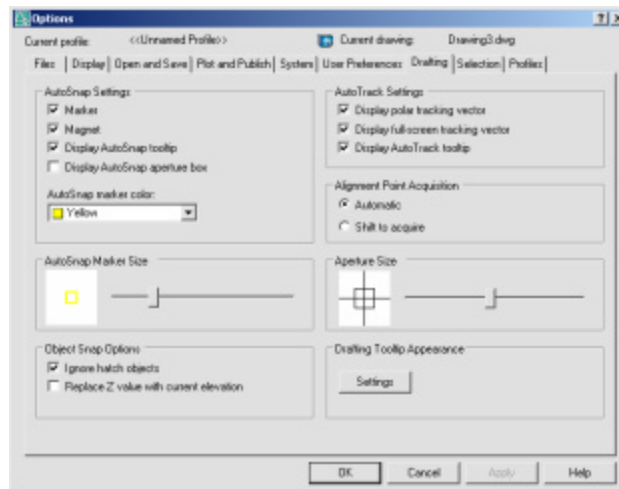 Options
Current profile: <<Unnamed Profile>> Current drawing: Drawing3.dwg
Files Display Open and Save Plot and Publish System User Preferences Drafting Selection Profiles
AutoSnap Settings
Marker
Magnet
Display AutoSnap tooltip
Display AutoSnap aperture box
AutoSnap marker color:
Yellow
AutoTrack Settings
Display polar tracking vector
Display full-screen tracking vector
Display AutoTrack tooltip
Alignment Point Acquisition
Automatic
Shift to acquire
AutoSnap Marker Size
Aperture Size
Object Snap Options
Ignore hatch objects
Replace Z value with current elevation
Drafting Tooltip Appearance
Settings
OK Cancel Apply Help